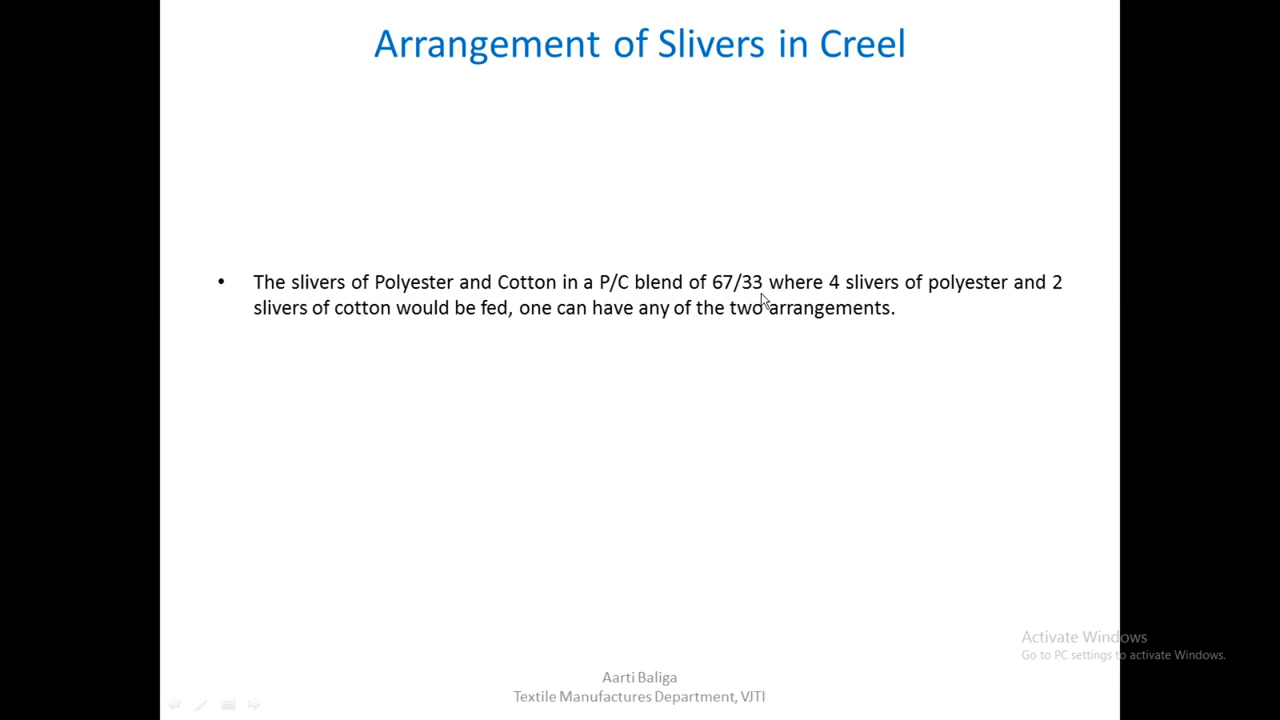 Arrangement of Slivers in Creel
• The slivers of Polyester and Cotton in a P/C blend of 67/33 where 4 slivers of polyester and 2
slivers of cotton would be fed, one can have any of the two arrangements.
Activate Windows
Go to PC settings to activate Windows.
Aarti Baliga
Textile Manufactures Department, VJTI